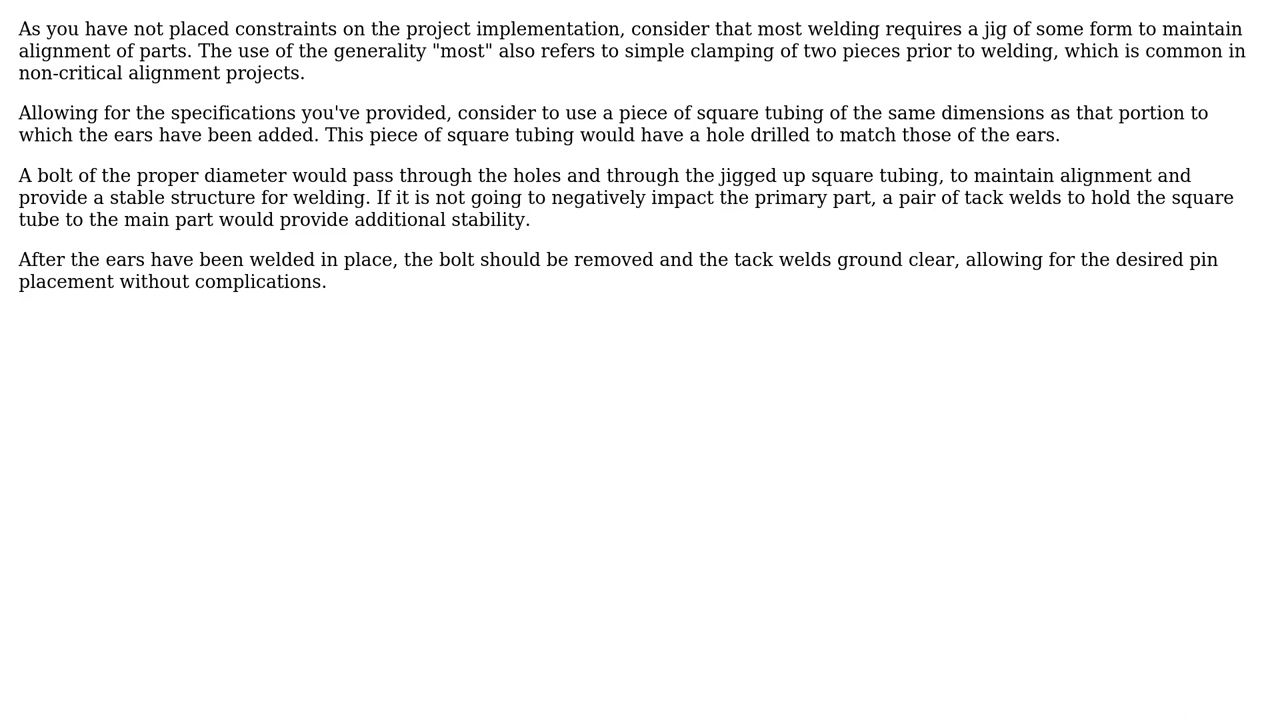 As you have not placed constraints on the project implementation, consider that most welding requires a jig of some form to maintain
alignment of parts. The use of the generality "most" also refers to simple clamping of two pieces prior to welding, which is common in
non-critical alignment projects.
Allowing for the specifications you've provided, consider to use a piece of square tubing of the same dimensions as that portion to
which the ears have been added. This piece of square tubing would have a hole drilled to match those of the ears.
A bolt of the proper diameter would pass through the holes and through the jigged up square tubing, to maintain alignment and
provide a stable structure for welding. If it is not going to negatively impact the primary part, a pair of tack welds to hold the square
tube to the main part would provide additional stability.
After the ears have been welded in place, the bolt should be removed and the tack welds ground clear, allowing for the desired pin
placement without complications.